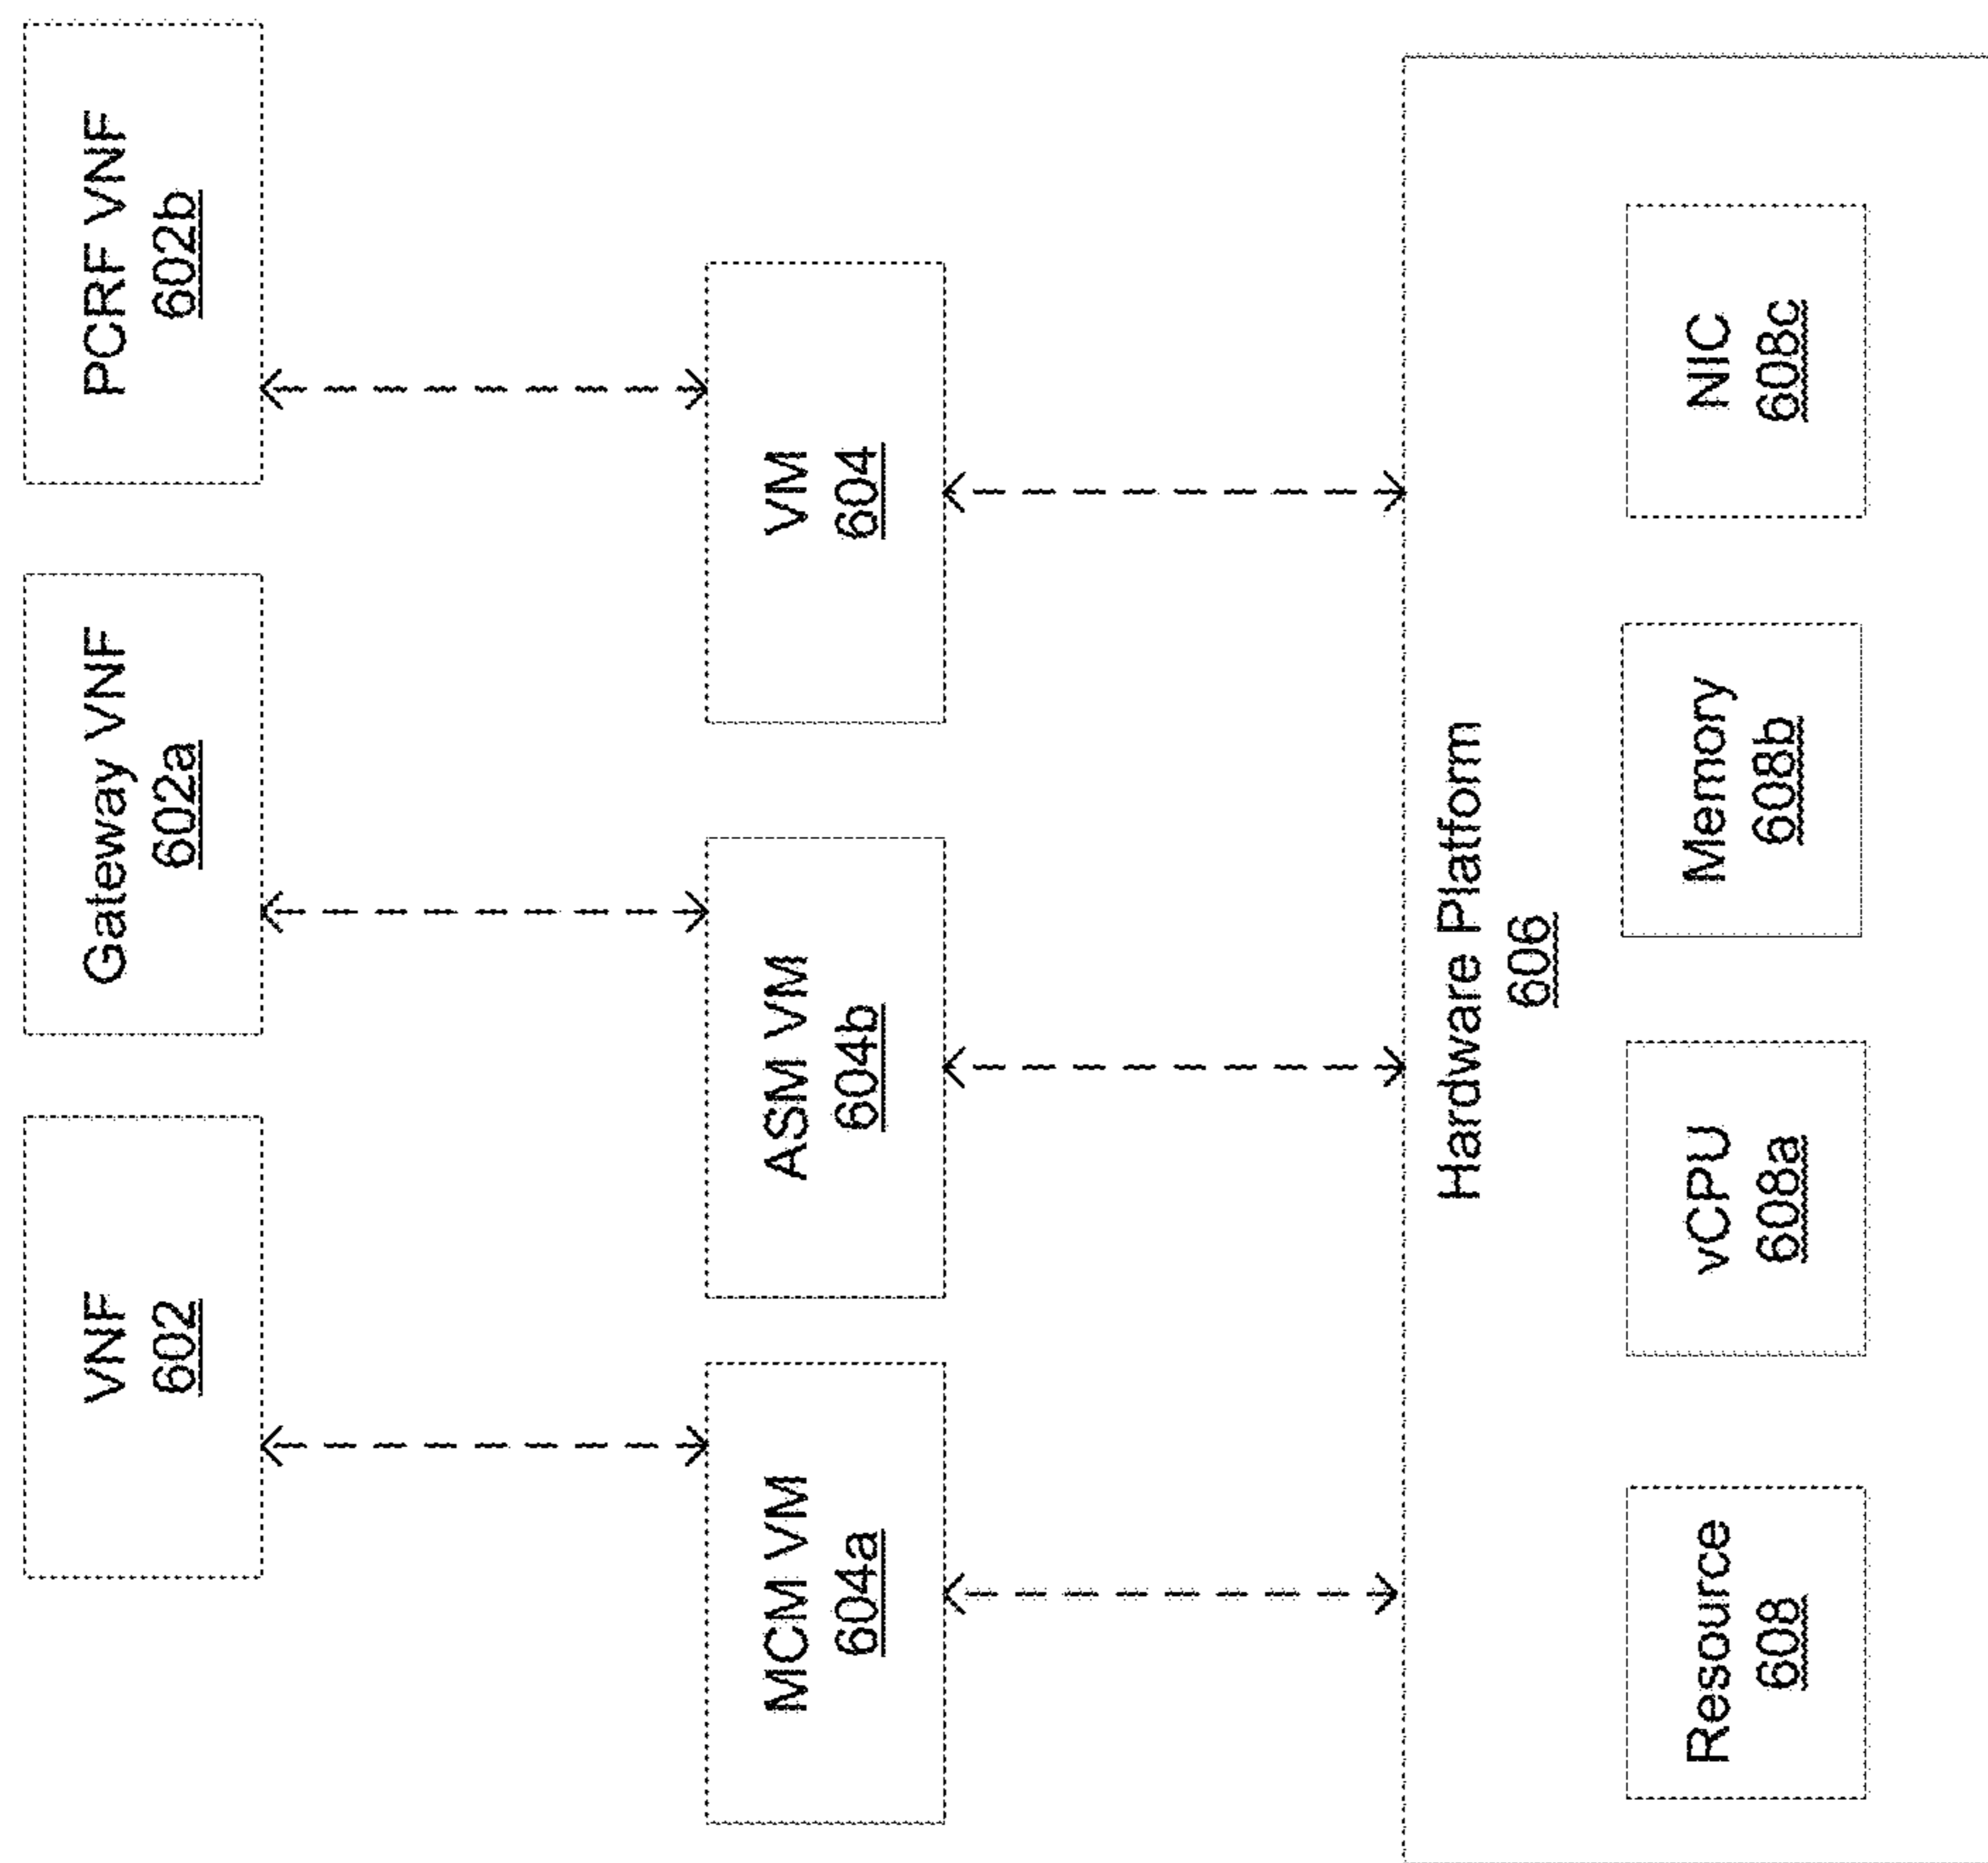 VNF
602
Gateway VNF
602a
PCRF VNF
602b
MCM VM
604a
ASM VM
604b
VM
604
Hardware Platform
606
Resource
608
vCPU
608a
Memory
608b
NIC
608c